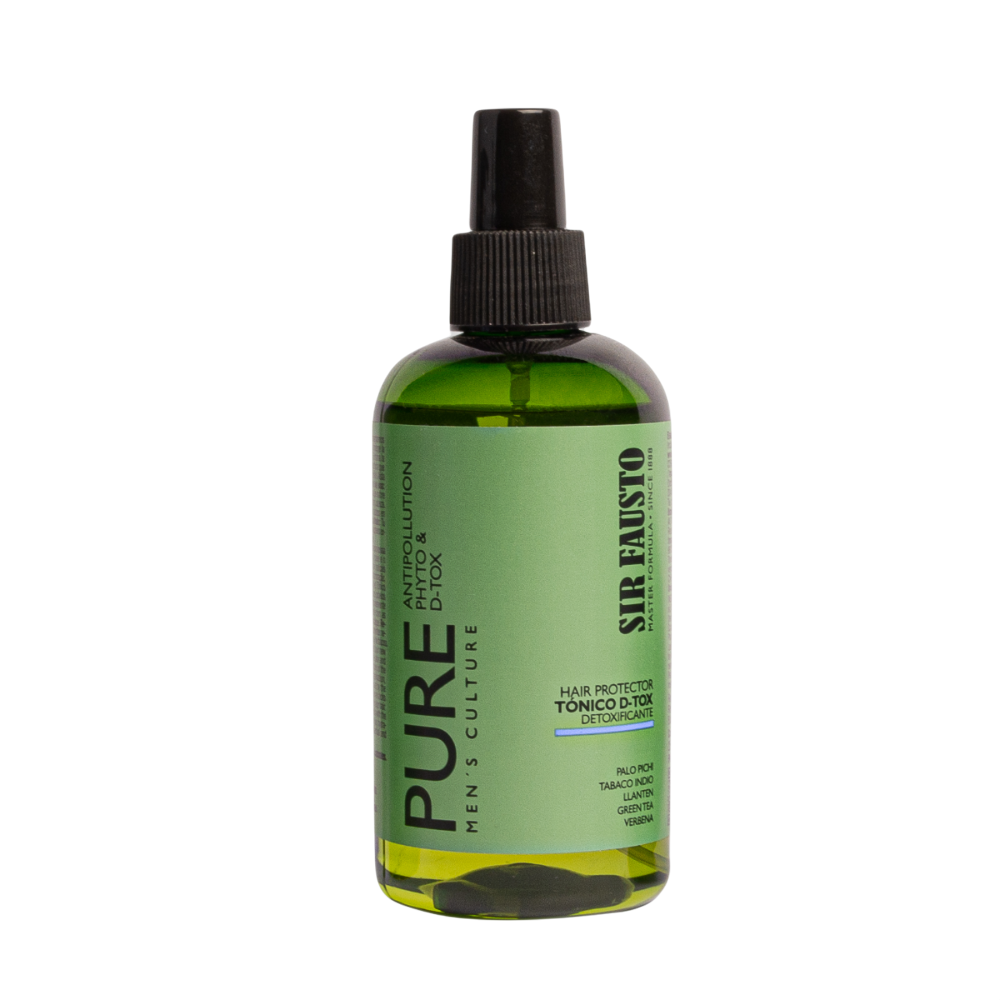 PURE
MEN'S CULTURE
ANTIPOLLUTION
PHYTO &
D-TOX
SIR FAUSTO
MASTER FORMULA • SINCE 1888
HAIR PROTECTOR
TÓNICO D-TOX
DETOXIFICANTE
PALO PICHI
TABACO INDIO
LLANTEN
GREEN TEA
VERBENA